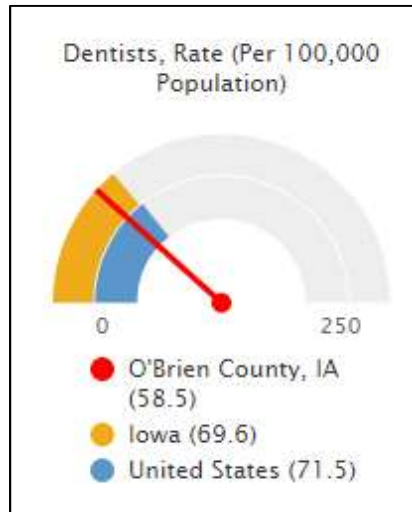 Dentists, Rate (Per 100,000
Population)
0
250
O'Brien County, IA
(58.5)
Iowa (69.6)
United States (71.5)